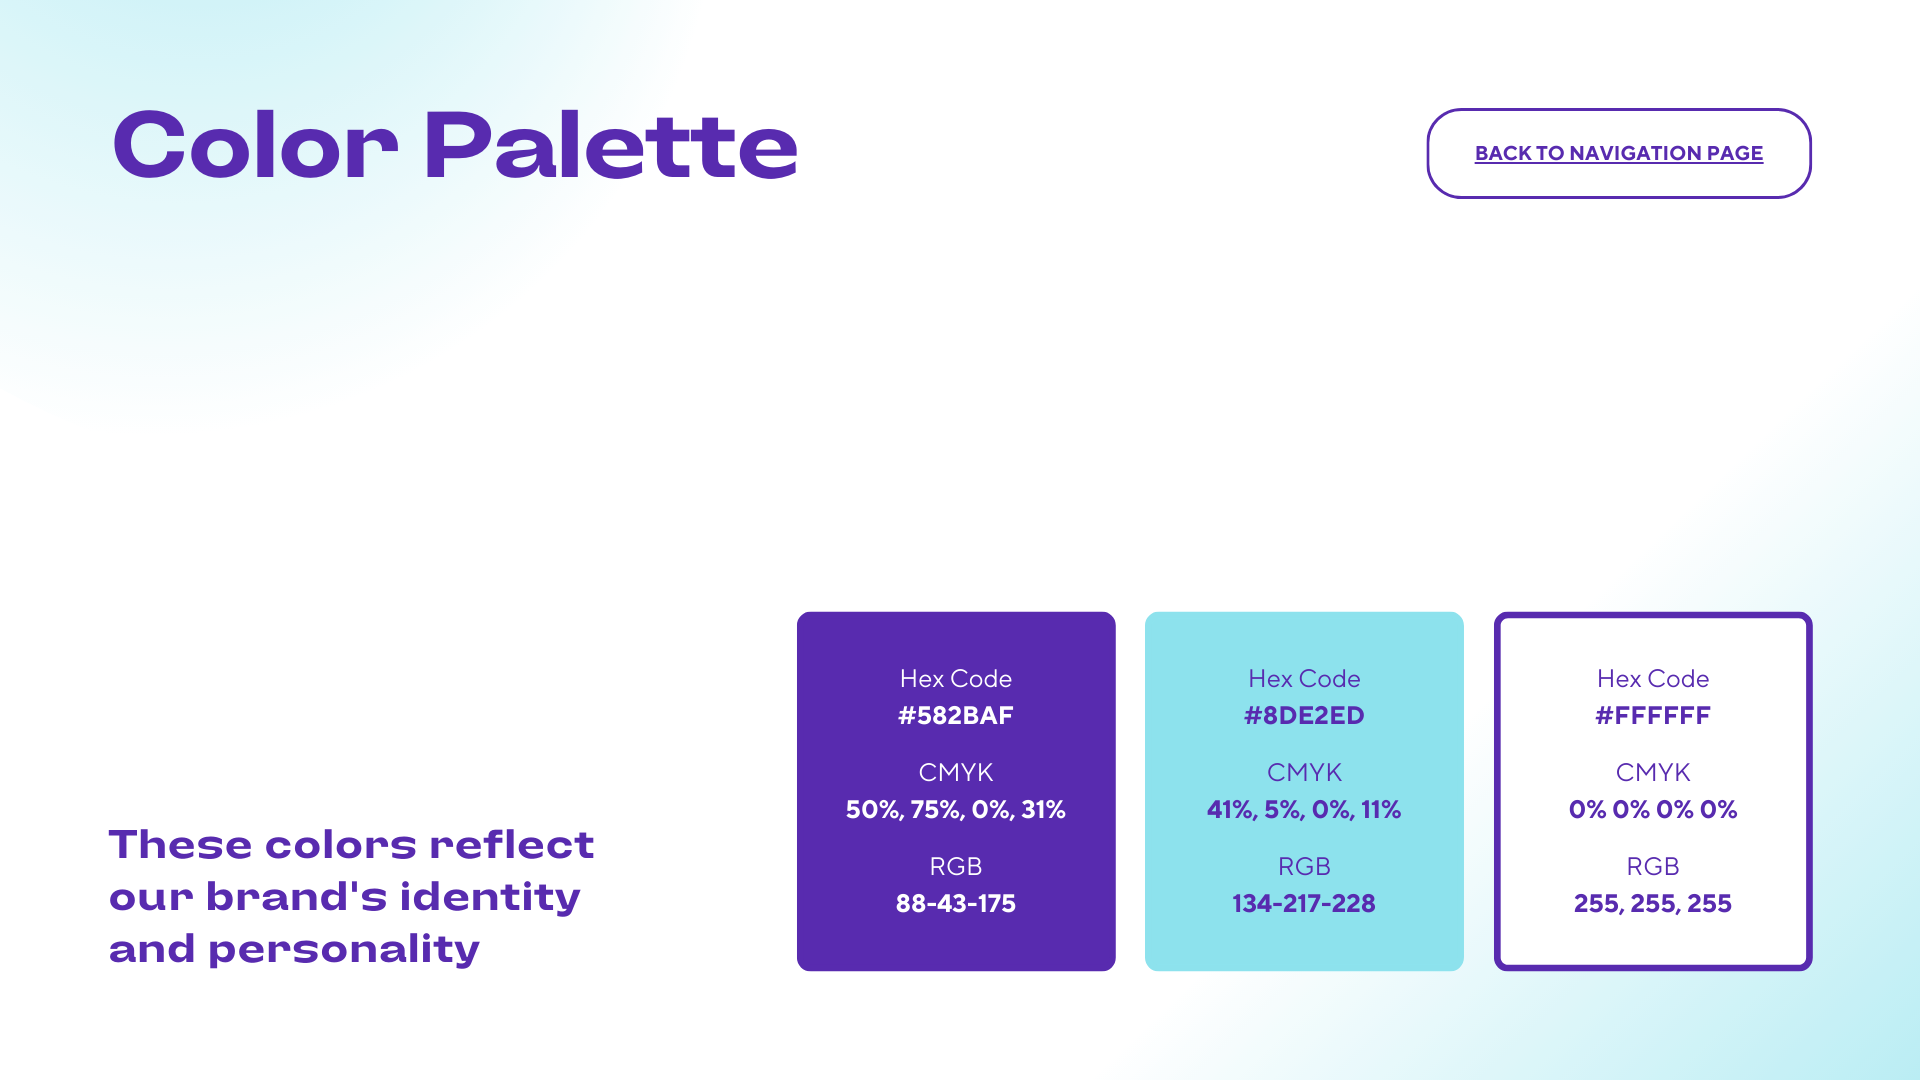 Color Palette
BACK TO NAVIGATION PAGE
These colors reflect
our brand's identity
and personality
Hex Code
#582BAF
CMYK
50%, 75%, 0%, 31%
RGB
88-43-175
Hex Code
#8DE2ED
CMYK
41%, 5%, 0%, 11%
RGB
134-217-228
Hex Code
#FFFFFF
CMYK
0% 0% 0% 0%
RGB
255, 255, 255